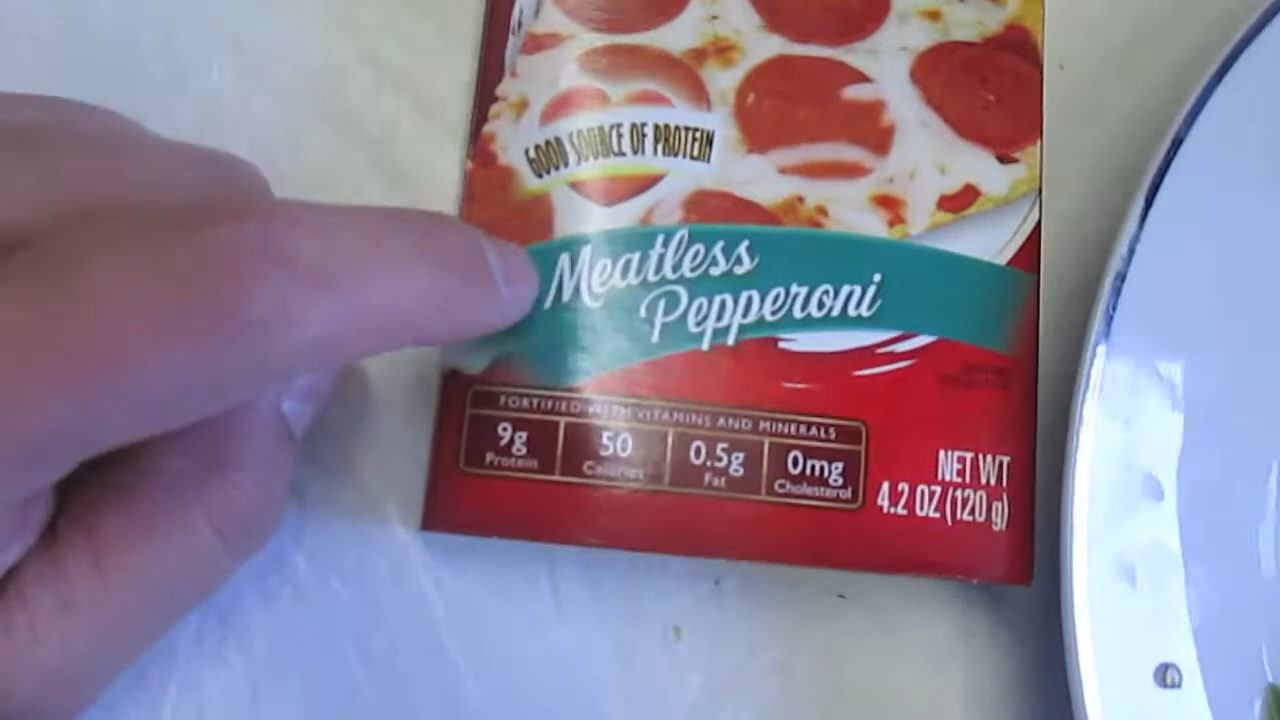 GOOD SOURCE OF PROTEIN
Meatless
Pepperoni
FORTIFIED WITH VITAMINS AND MINERALS
9g
Protein
50
Calories
0.5g
Fat
0mg
Cholesterol
NET WT
4.2 OZ (120 g)